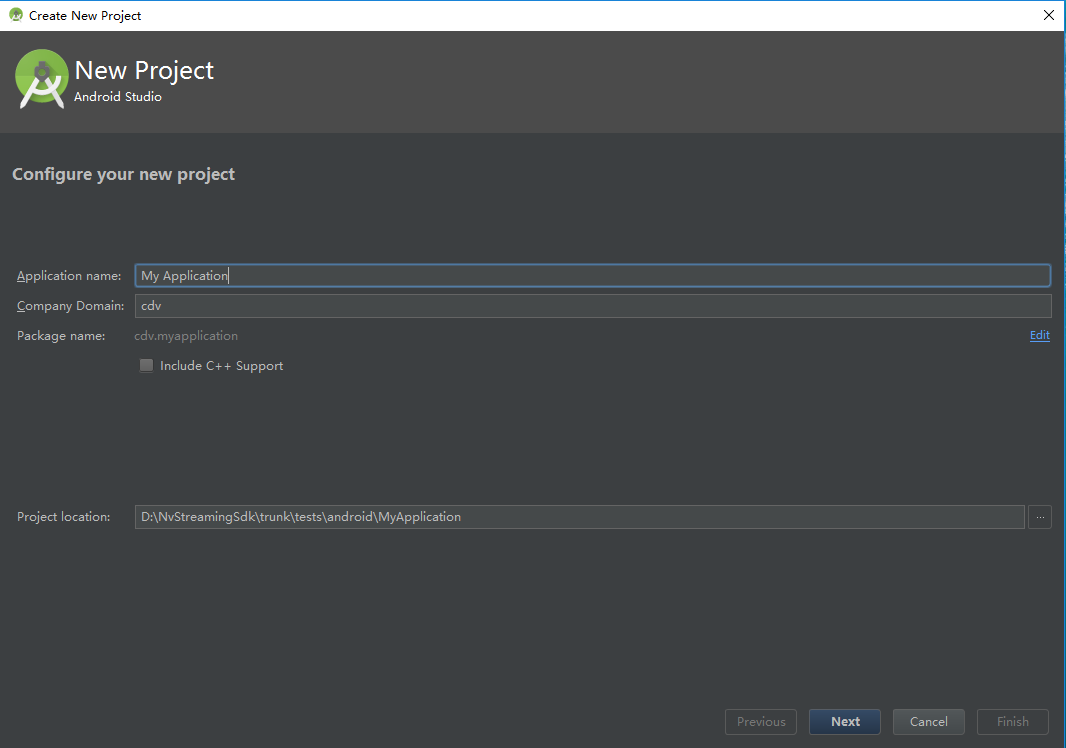 Create New Project
New Project
Android Studio
Configure your new project
Application name: My Application
Company Domain: cdv
Package name: cdv.myapplication Edit
Include C++ Support
Project location: D:\NvStreamingSdk\trunk\tests\android\MyApplication ...
Previous Next Cancel Finish